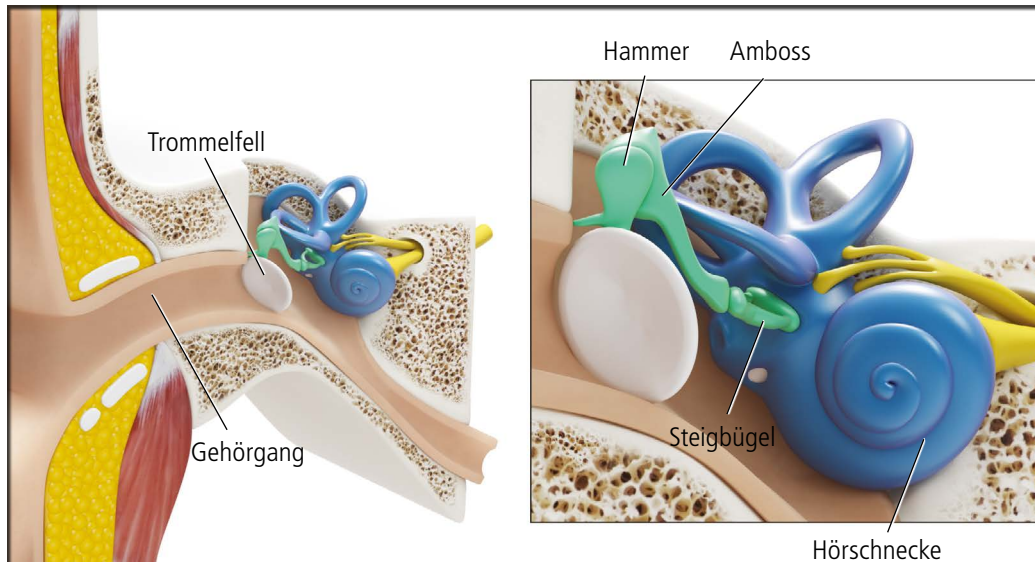 Hammer
Amboss
Trommelfell
Gehörgang
Steigbügel
Hörschnecke